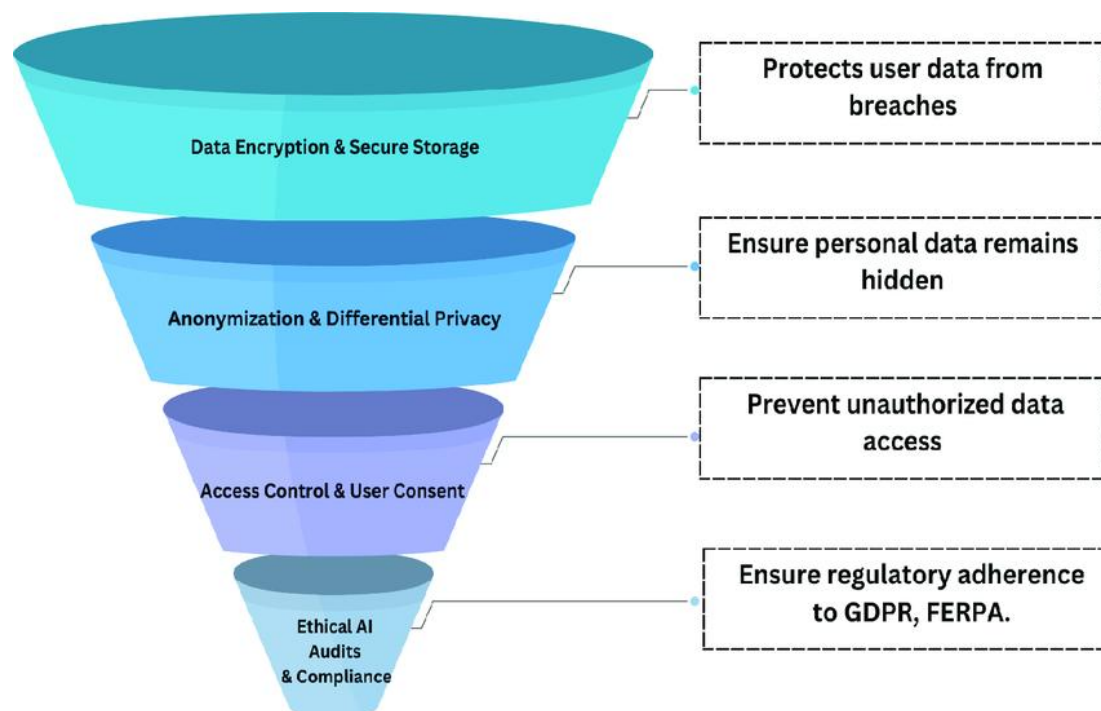 Protects user data from
breaches
Data Encryption & Secure Storage
Ensure personal data remains
hidden
Anonymization & Differential Privacy
Prevent unauthorized data
access
Access Control & User Consent
Ensure regulatory adherence
to GDPR, FERPA.
Ethical AI
Audits
& Compliance